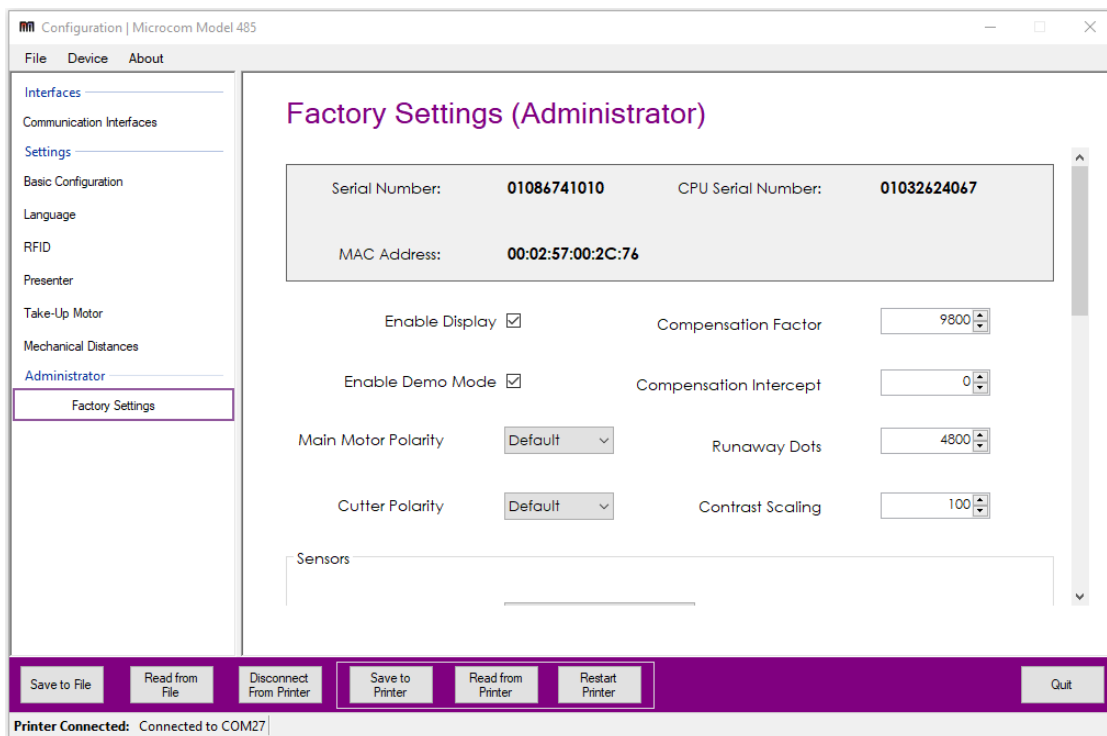 Configuration | Microcom Model 485
File Device About
Interfaces
Communication Interfaces
Settings
Basic Configuration
Language
RFID
Presenter
Take-Up Motor
Mechanical Distances
Administrator
Factory Settings
Factory Settings (Administrator)
Serial Number: 01086741010 CPU Serial Number: 01032624067
MAC Address: 00:02:57:00:2C:76
Enable Display Compensation Factor 9800
Enable Demo Mode Compensation Intercept 0
Main Motor Polarity Default Runaway Dots 4800
Cutter Polarity Default Contrast Scaling 100
Sensors
Save to File
Read from
File
Disconnect
From Printer
Save to
Printer
Read from
Printer
Restart
Printer
Quit
Printer Connected: Connected to COM27